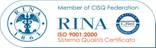 Member of CISQ Federation
RINA
ISO 9001:2000
Sistema Qualità Certificato